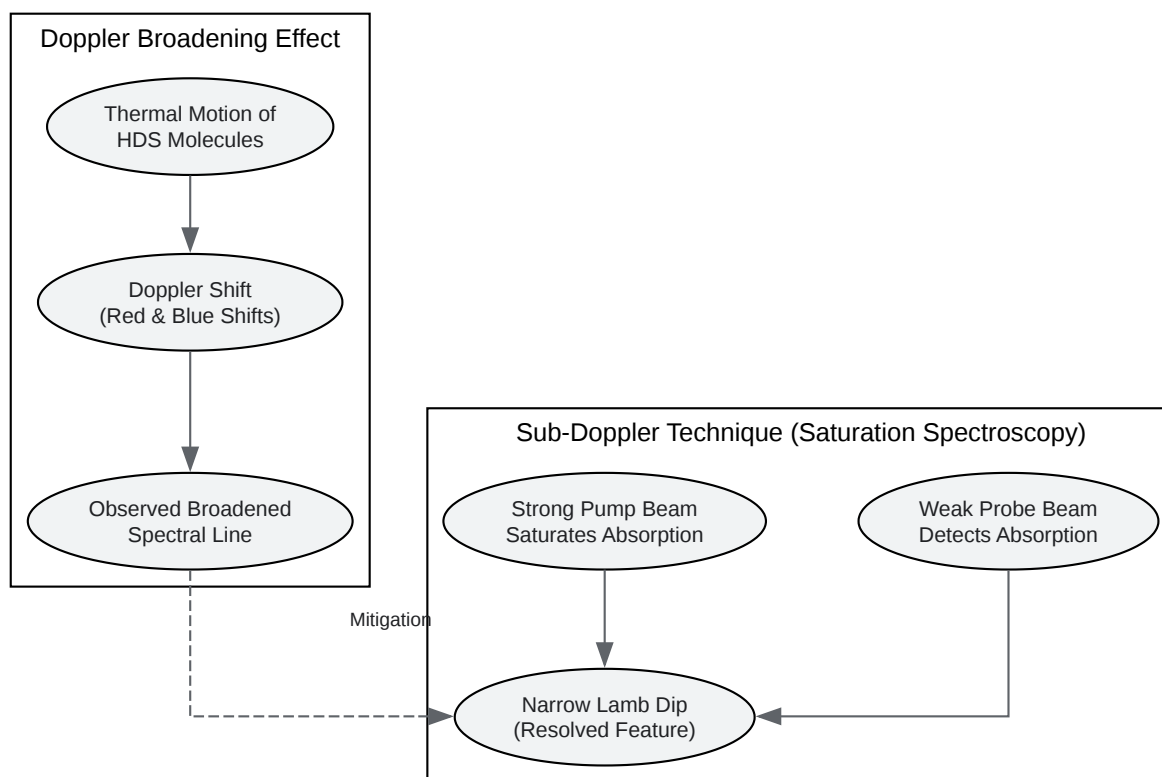 Doppler Broadening Effect
Thermal Motion of
HDS Molecules
Doppler Shift
(Red & Blue Shifts)
Observed Broadened
Spectral Line
Mitigation
Sub-Doppler Technique (Saturation Spectroscopy)
Strong Pump Beam
Saturates Absorption
Weak Probe Beam
Detects Absorption
Narrow Lamb Dip
(Resolved Feature)